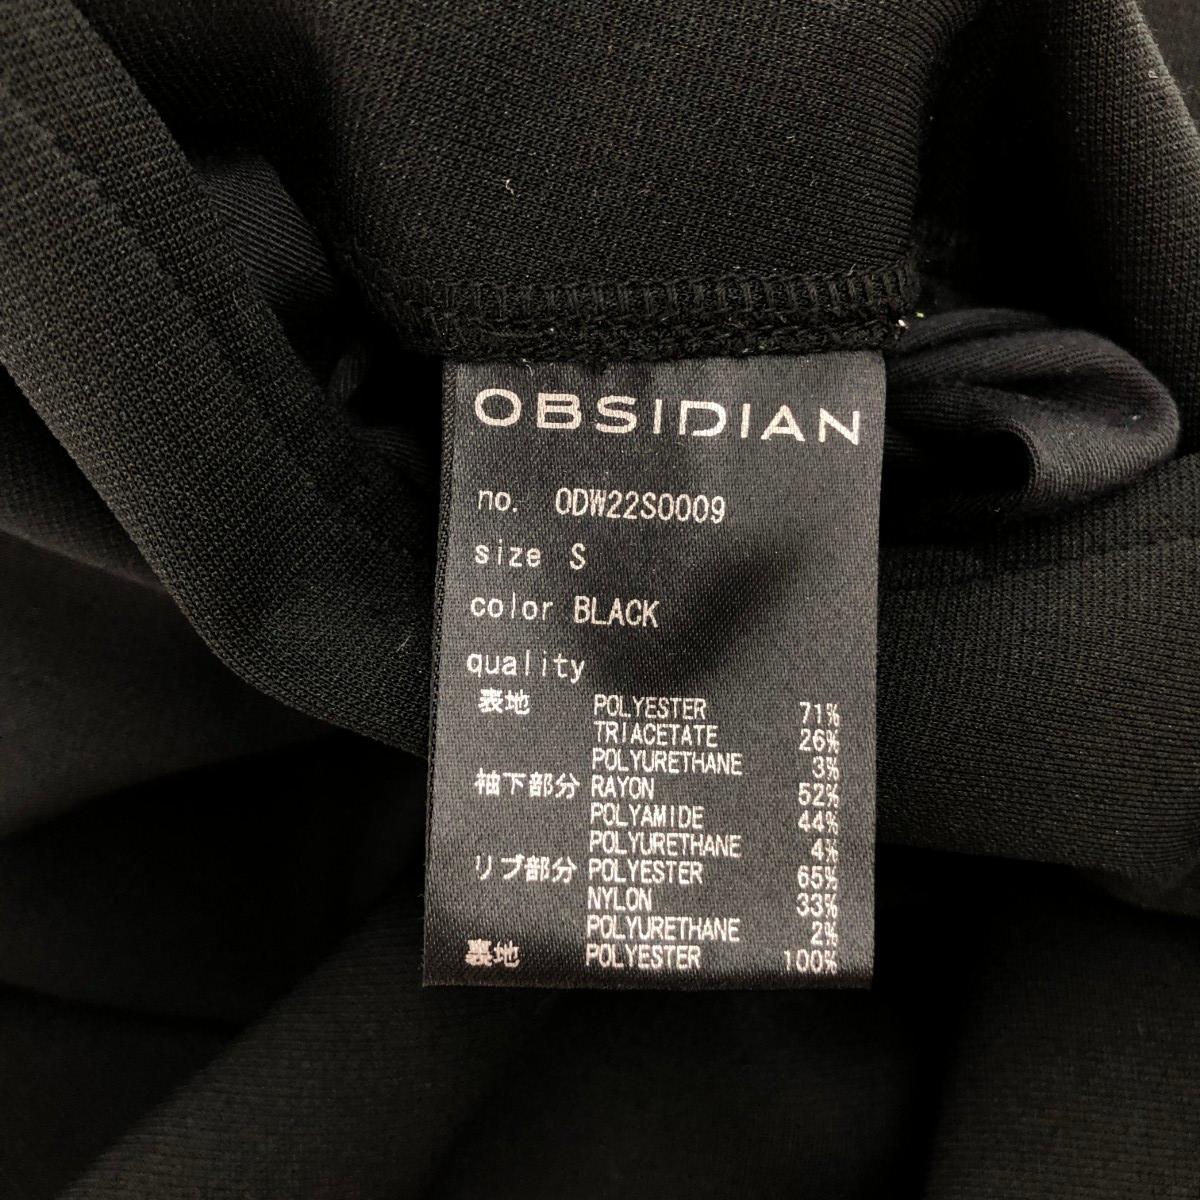 OBSIDIAN
no. ODW22S0009
size S
color BLACK
quality
表地 POLYESTER 71%
TRIACETATE 26%
POLYURETHANE 3%
袖下部分 RAYON 52%
POLYAMIDE 44%
POLYURETHANE 4%
リブ部分 POLYESTER 65%
NYLON 33%
POLYURETHANE 2%
裏地 POLYESTER 100%